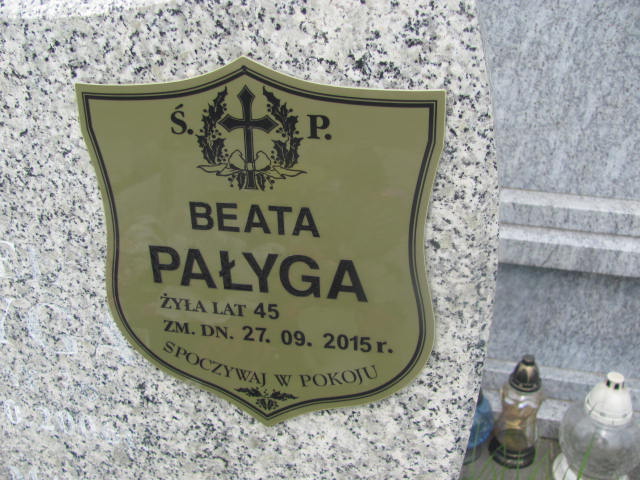 Ś. P.
BEATA
PAŁYGA
ŻYŁA LAT 45
ZM. DN. 27. 09. 2015 r.
SPOCZYWAJ W POKOJU